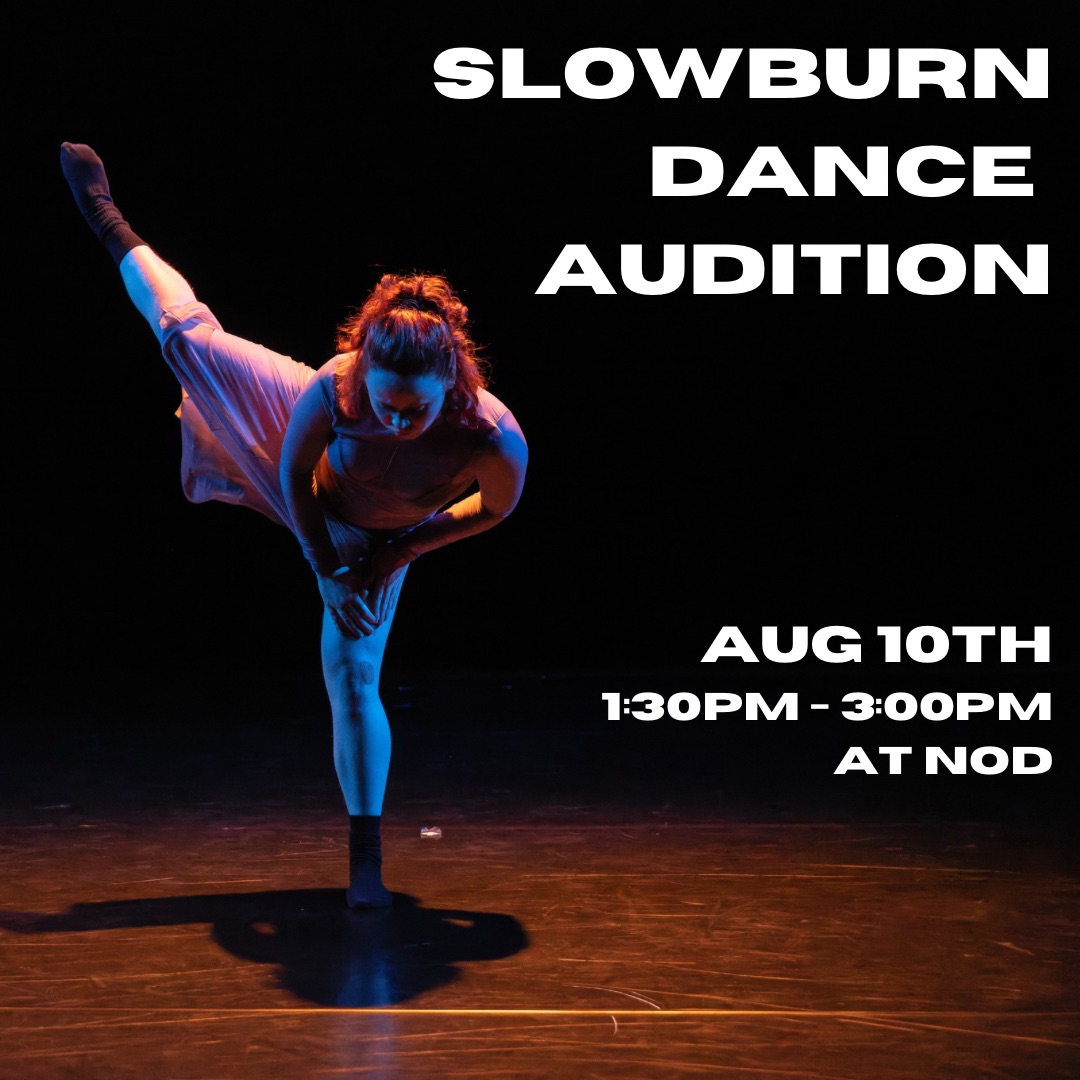 SLOWBURN
DANCE
AUDITION
AUG 10TH
1:30PM - 3:00PM
AT NOD